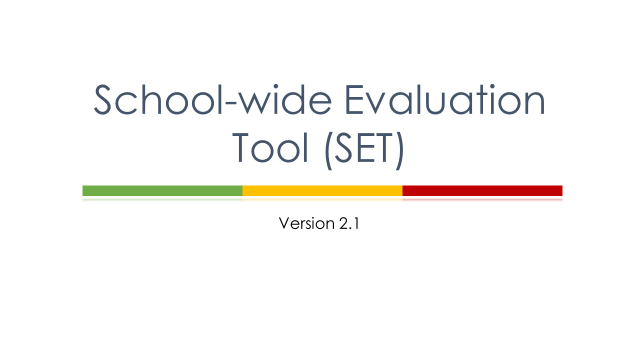 School-wide Evaluation
Tool (SET)
Version 2.1